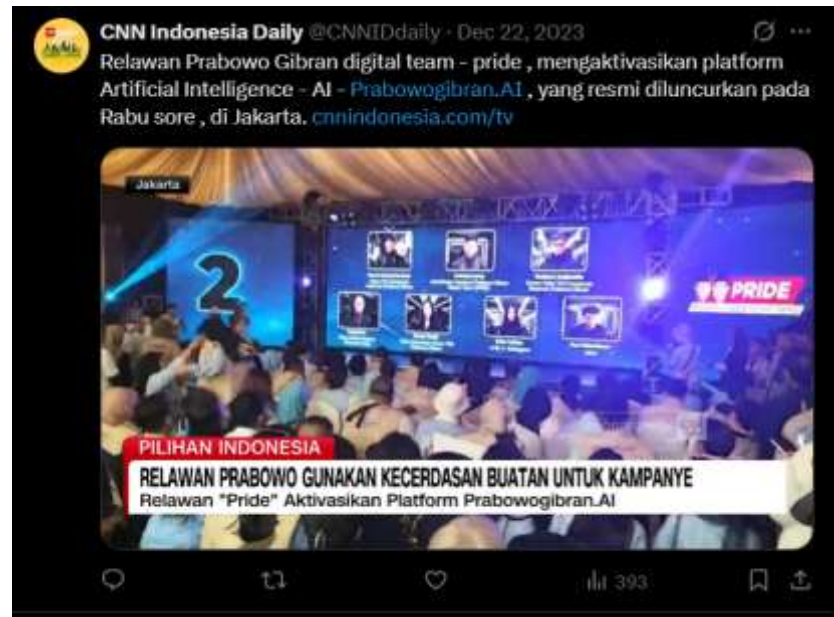 CNN Indonesia Daily @CNNIDdaily · Dec 22, 2023
Relawan Prabowo Gibran digital team - pride , mengaktivasikan platform
Artificial Intelligence - AI - Prabowogibran.AI , yang resmi diluncurkan pada
Rabu sore , di Jakarta. cnnindonesia.com/tv
Jakarta
2
PRIDE
PILIHAN INDONESIA
RELAWAN PRABOWO GUNAKAN KECERDASAN BUATAN UNTUK KAMPANYE
Relawan "Pride" Aktivasikan Platform Prabowogibran.AI
393